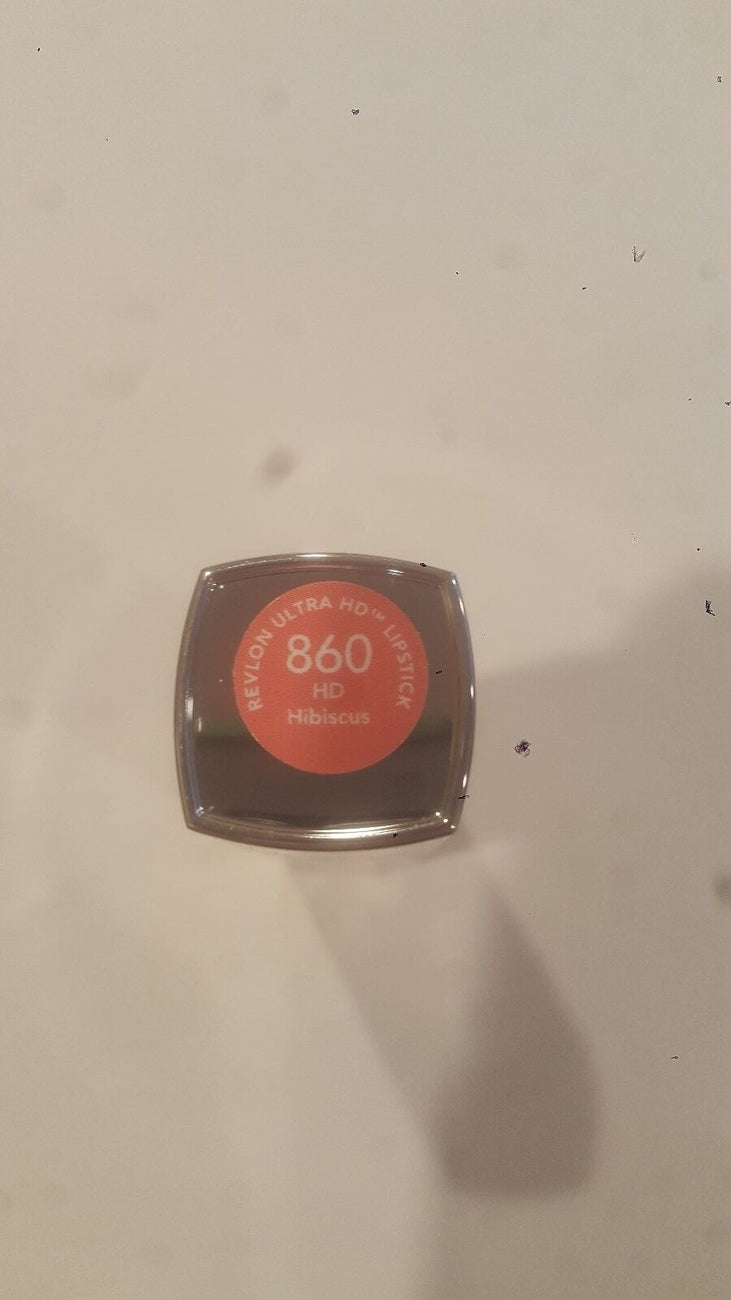 REVLON ULTRA HD™ LIPSTICK
860
HD
Hibiscus